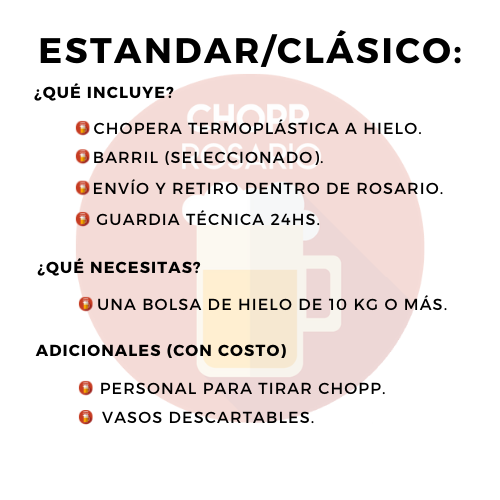 ESTANDAR/CLÁSICO:
¿QUÉ INCLUYE?
CHOPP
CHOPERA TERMOPLÁSTICA A HIELO.
ROSARIO
BARRIL (SELECCIONADO).
ENVÍO Y RETIRO DENTRO DE ROSARIO.
GUARDIA TÉCNICA 24HS.
¿QUÉ NECESITAS?
UNA BOLSA DE HIELO DE 10 KG O MÁS.
ADICIONALES (CON COSTO)
PERSONAL PARA TIRAR CHOPP.
VASOS DESCARTABLES.